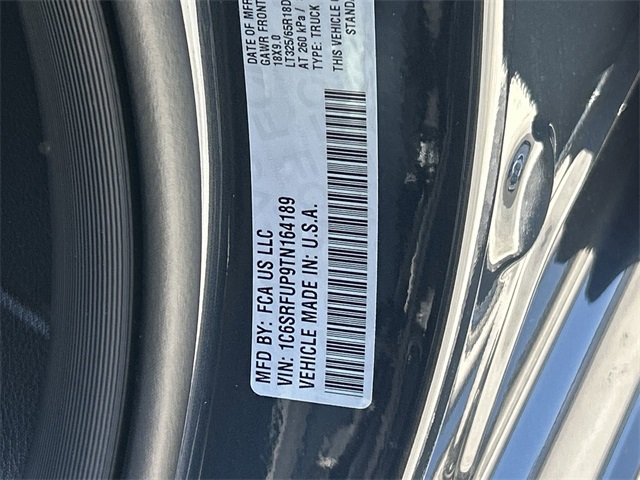 MFD BY: FCA US LLC
VIN: 1C6SRFUP9TN164189
VEHICLE MADE IN: U.S.A.
DATE OF MFR
GAWR FRONT
18X9.0
LT325/65R18D
AT 260 kPa /
TYPE: TRUCK
THIS VEHICLE
STANDA